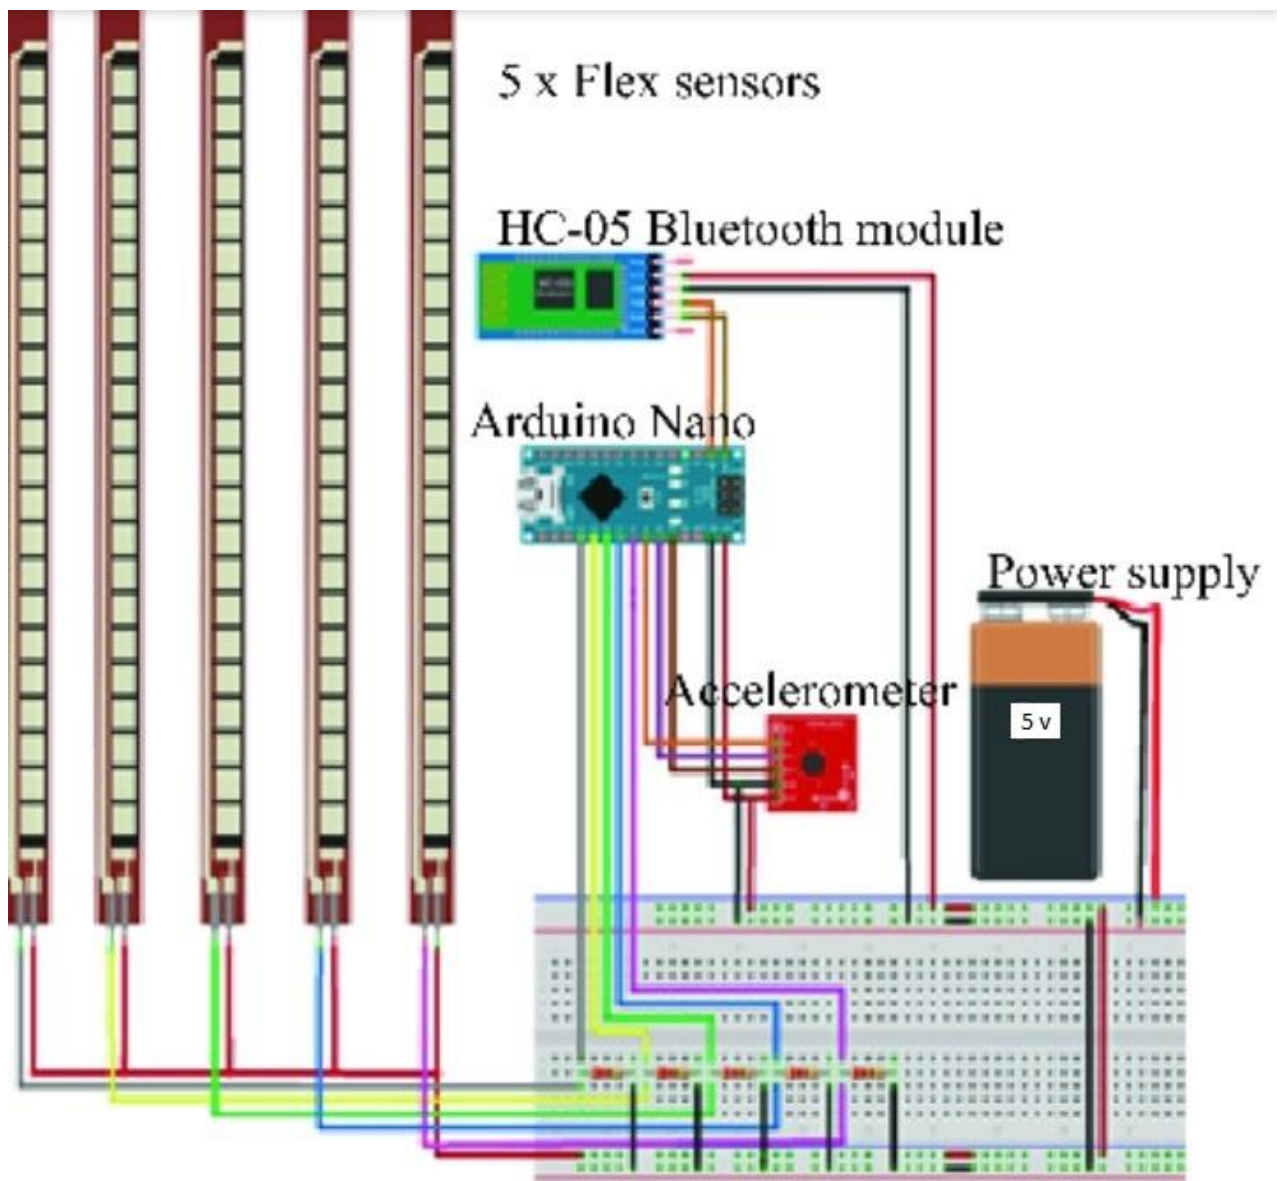 5 x Flex sensors
HC-05 Bluetooth module
Arduino Nano
Power supply
Accelerometer
5 v